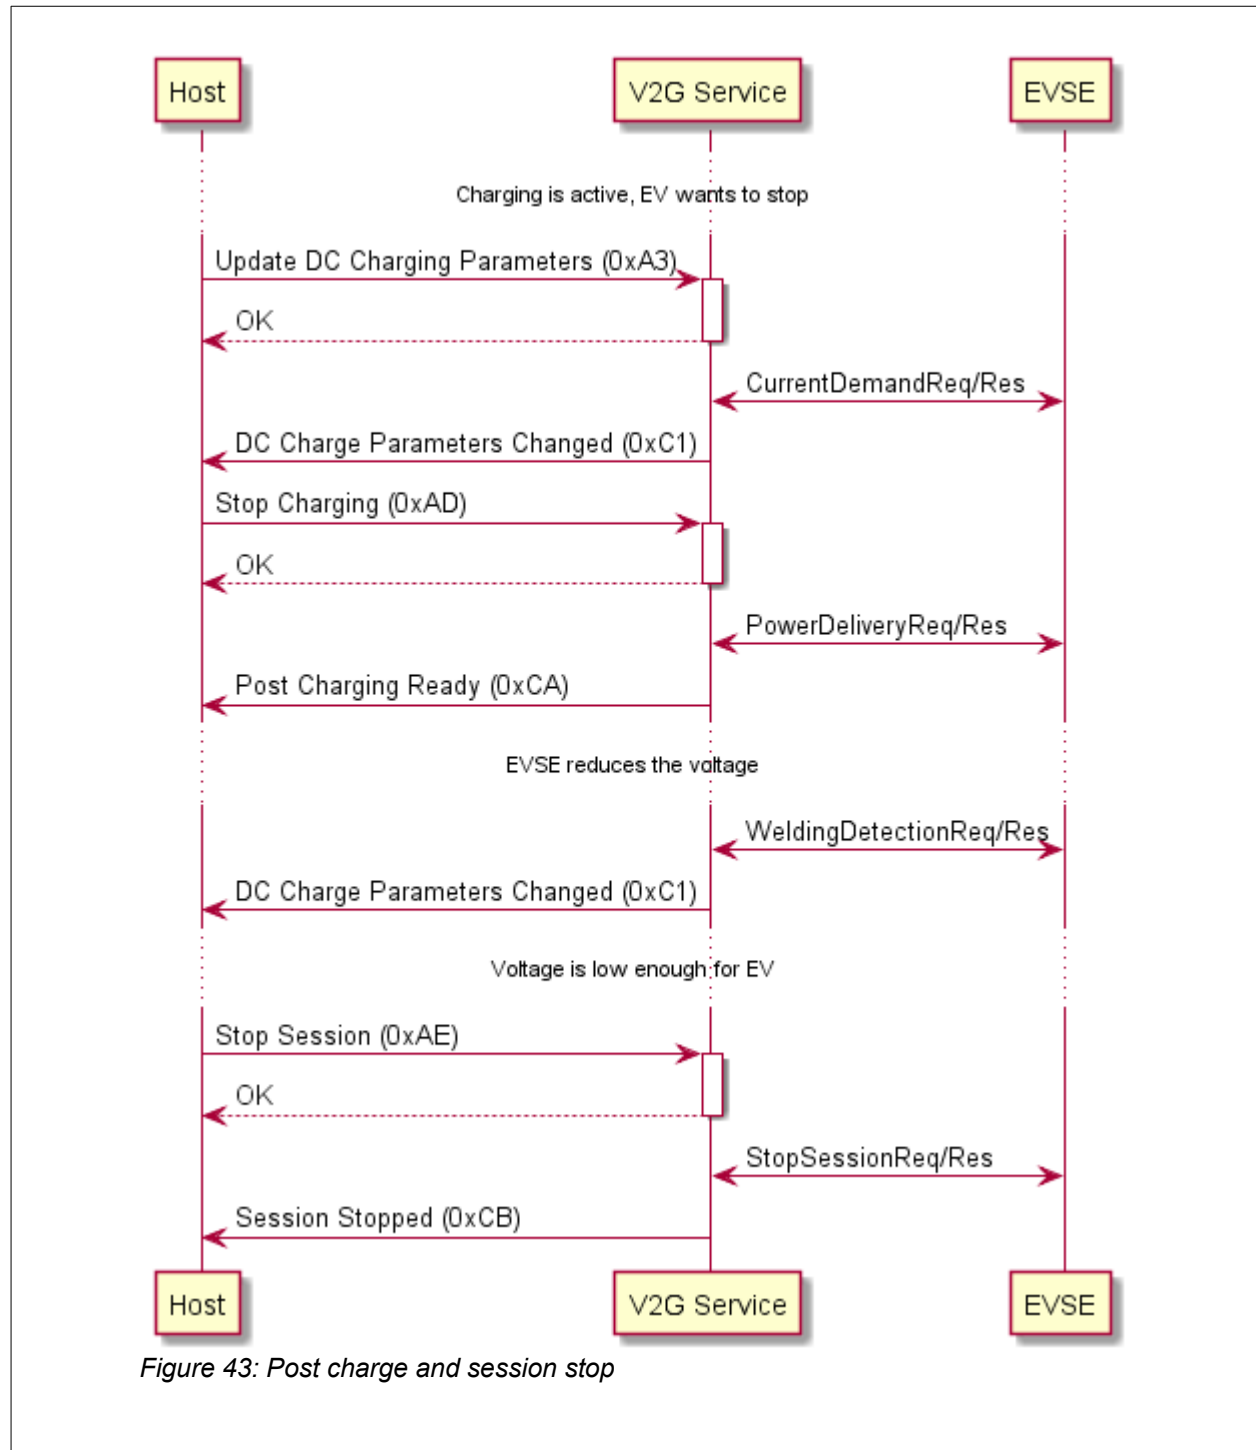 Host
V2G Service
EVSE
Charging is active, EV wants to stop
Update DC Charging Parameters (0xA3)
OK
CurrentDemandReq/Res
DC Charge Parameters Changed (0xC1)
Stop Charging (0xAD)
OK
PowerDeliveryReq/Res
Post Charging Ready (0xCA)
EVSE reduces the voltage
WeldingDetectionReq/Res
DC Charge Parameters Changed (0xC1)
Voltage is low enough for EV
Stop Session (0xAE)
OK
StopSessionReq/Res
Session Stopped (0xCB)
Host
V2G Service
EVSE
Figure 43: Post charge and session stop